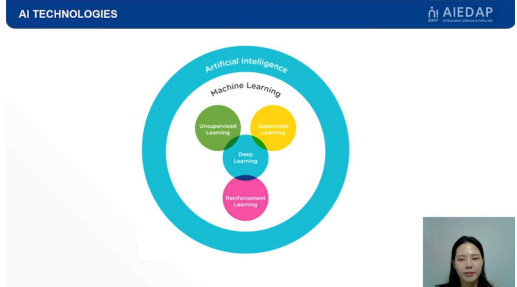 AI TECHNOLOGIES
AIEDAP
Artificial Intelligence
Machine Learning
Unsupervised
Learning
Supervised
Learning
Deep
Learning
Reinforcement
Learning